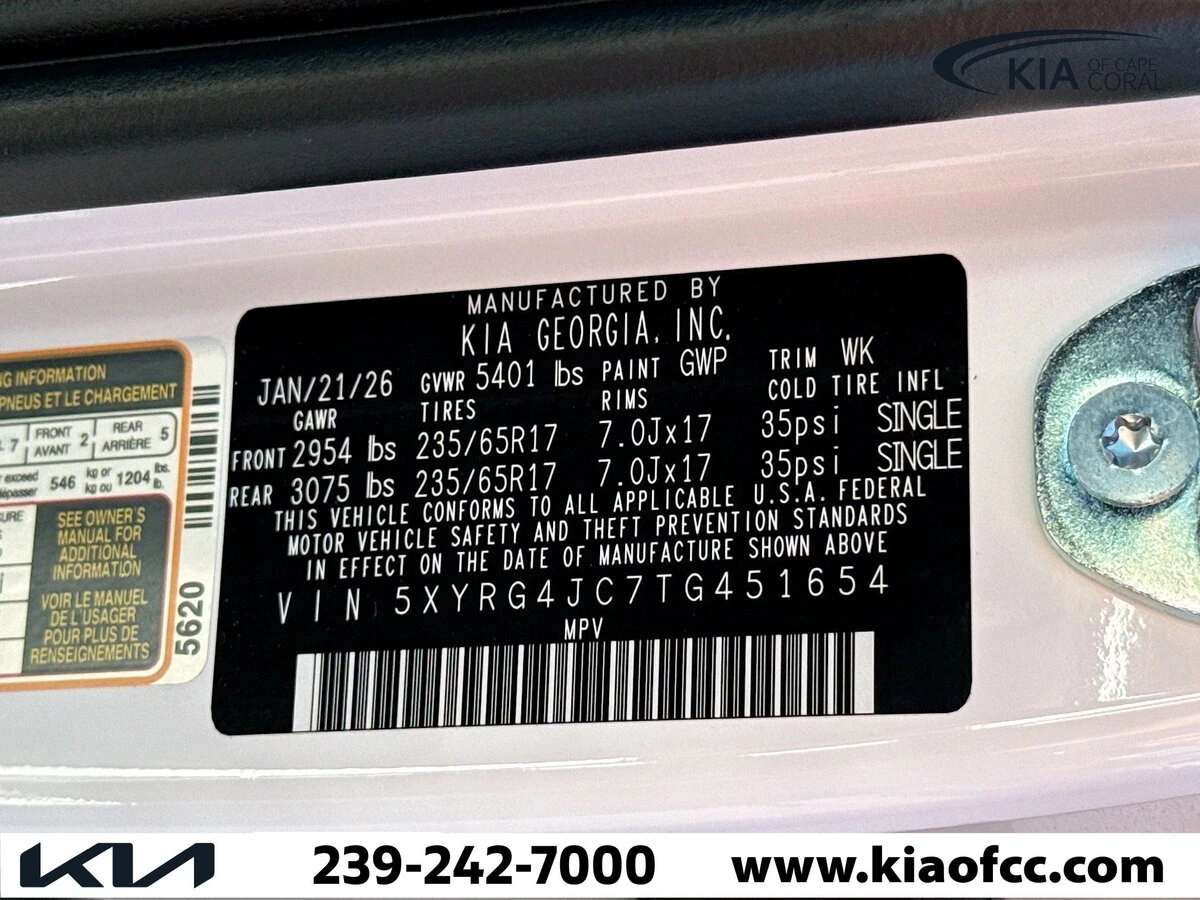 KIA OF CAPE CORAL
MANUFACTURED BY
KIA GEORGIA, INC.
JAN/21/26 GVWR 5401 lbs PAINT GWP TRIM WK
GAWR TIRES RIMS COLD TIRE INFL
FRONT 2954 lbs 235/65R17 7.0Jx17 35psi SINGLE
REAR 3075 lbs 235/65R17 7.0Jx17 35psi SINGLE
THIS VEHICLE CONFORMS TO ALL APPLICABLE U.S.A. FEDERAL
MOTOR VEHICLE SAFETY AND THEFT PREVENTION STANDARDS
IN EFFECT ON THE DATE OF MANUFACTURE SHOWN ABOVE
VIN 5XYRG4JC7TG451654
MPV
INFORMATION
PNEUS ET LE CHARGEMENT
7 FRONT AVANT 2 REAR ARRIÈRE 5
exceed 546 kg or kg ou 1204 lbs. lb.
SEE OWNER'S
MANUAL FOR
ADDITIONAL
INFORMATION
VOIR LE MANUEL
DE L'USAGER
POUR PLUS DE
RENSEIGNEMENTS
5620
KIA 239-242-7000 www.kiaofcc.com